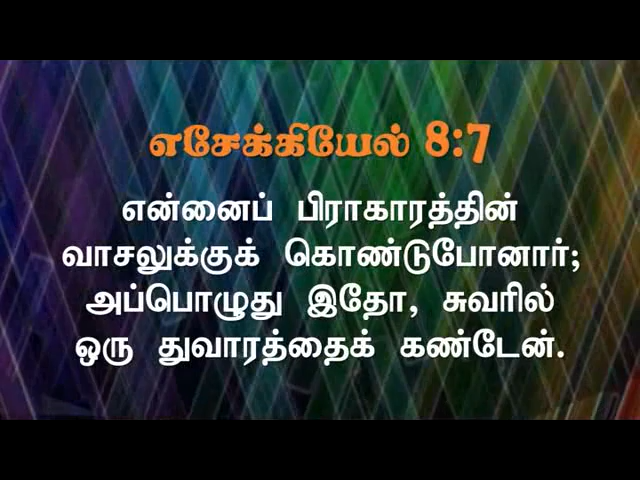 எசேக்கியேல் 8:7
என்னைப் பிராகாரத்தின்
வாசலுக்குக் கொண்டுபோனார்;
அப்பொழுது இதோ, சுவரில்
ஒரு துவாரத்தைக் கண்டேன்.